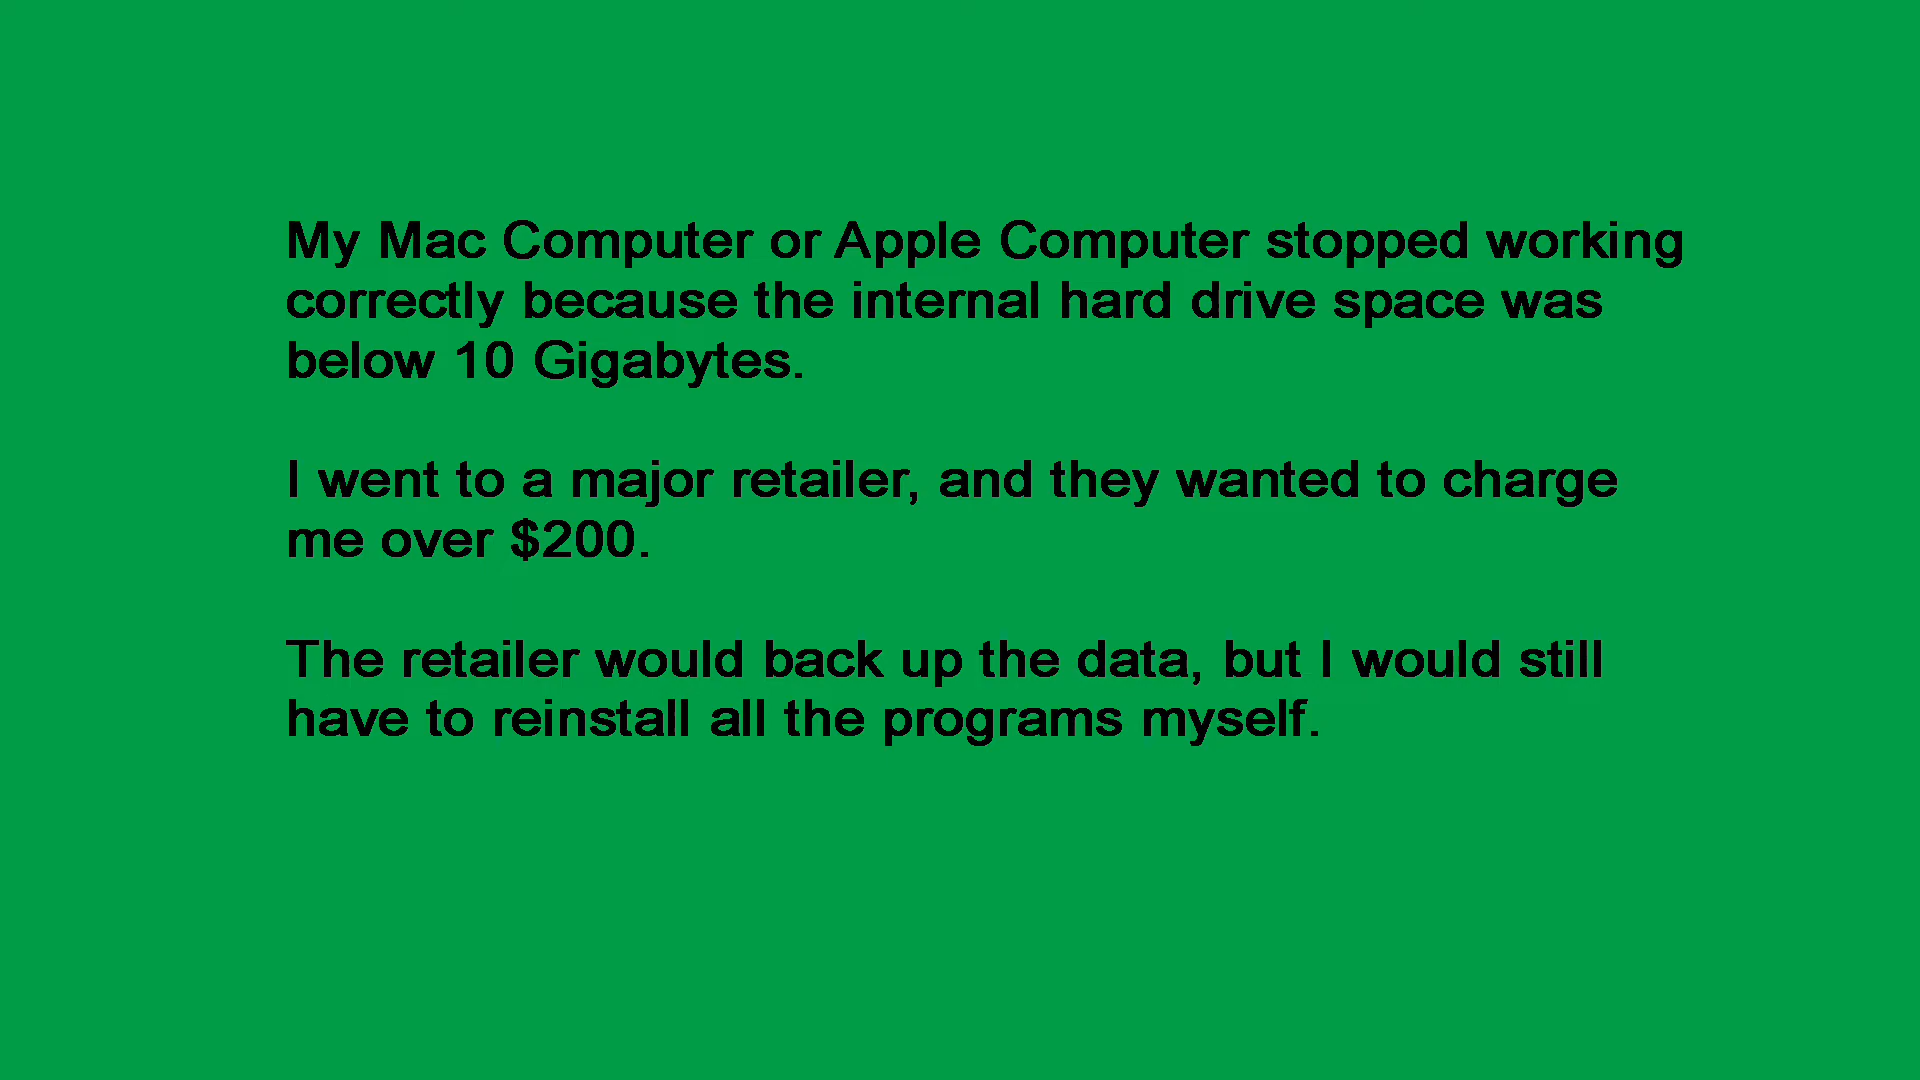 My Mac Computer or Apple Computer stopped working
correctly because the internal hard drive space was
below 10 Gigabytes.
I went to a major retailer, and they wanted to charge
me over $200.
The retailer would back up the data, but I would still
have to reinstall all the programs myself.